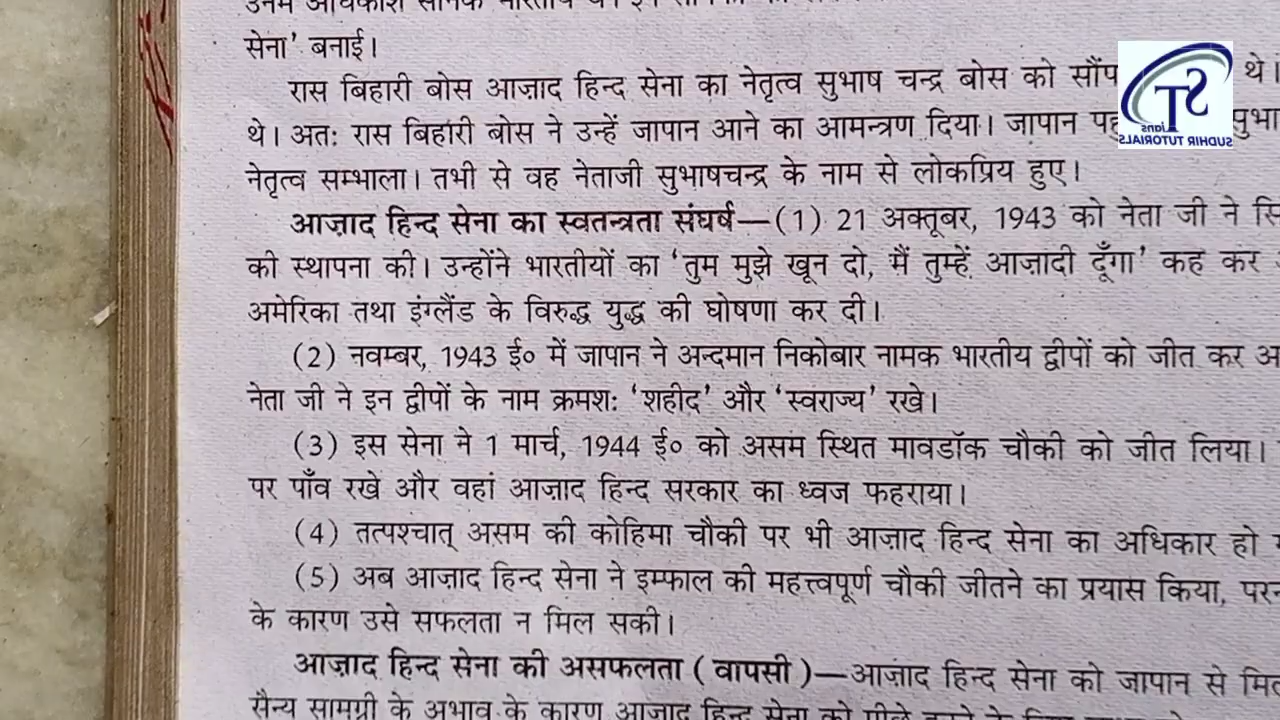 सेना’ बनाई।
रास बिहारी बोस आज़ाद हिन्द सेना का नेतृत्व सुभाष चन्द्र बोस को सौंप थे।
थे। अतः रास बिहारी बोस ने उन्हें जापान आने का आमन्त्रण दिया। जापान
नेतृत्व सम्भाला। तभी से वह नेताजी सुभाषचन्द्र के नाम से लोकप्रिय हुए।
आज़ाद हिन्द सेना का स्वतन्त्रता संघर्ष—(1) 21 अक्तूबर, 1943 को नेता जी ने
की स्थापना की। उन्होंने भारतीयों का ‘तुम मुझे खून दो, मैं तुम्हें आज़ादी दूँगा’ कह कर
अमेरिका तथा इंग्लैंड के विरुद्ध युद्ध की घोषणा कर दी।
(2) नवम्बर, 1943 ई० में जापान ने अन्दमान निकोबार नामक भारतीय द्वीपों को जीत कर
नेता जी ने इन द्वीपों के नाम क्रमशः ‘शहीद’ और ‘स्वराज्य’ रखे।
(3) इस सेना ने 1 मार्च, 1944 ई० को असम स्थित मावडॉक चौकी को जीत लिया।
पर पाँव रखे और वहां आज़ाद हिन्द सरकार का ध्वज फहराया।
(4) तत्पश्चात् असम की कोहिमा चौकी पर भी आज़ाद हिन्द सेना का अधिकार हो
(5) अब आज़ाद हिन्द सेना ने इम्फाल की महत्त्वपूर्ण चौकी जीतने का प्रयास किया,
के कारण उसे सफलता न मिल सकी।
आज़ाद हिन्द सेना की असफलता (वापसी)—आज़ाद हिन्द सेना को जापान से
सैन्य सामग्री के अभाव के कारण आज़ाद हिन्द सेना को
ST
SUDHIR TUTORIALS